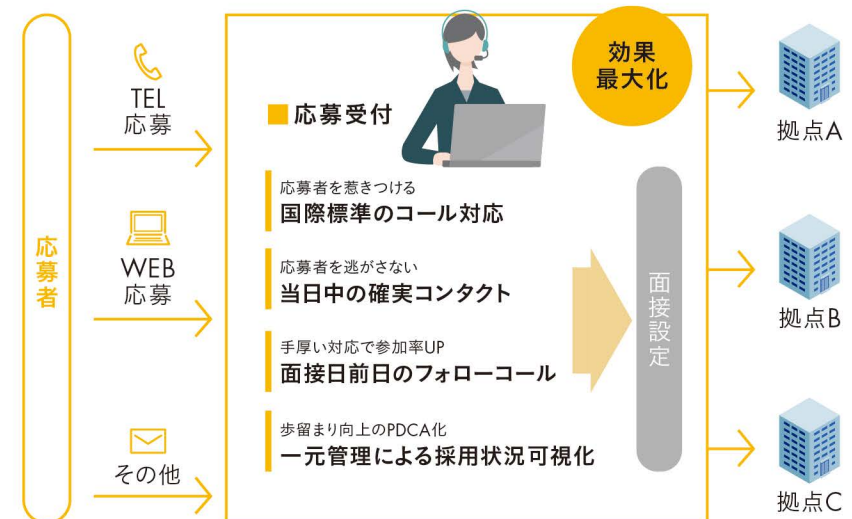 応募者
TEL
応募
WEB
応募
その他
効果
最大化
■応募受付
応募者を惹きつける
国際標準のコール対応
応募者を逃がさない
当日中の確実コンタクト
手厚い対応で参加率UP
面接日前日のフォローコール
歩留まり向上のPDCA化
一元管理による採用状況可視化
面接設定
拠点A
拠点B
拠点C